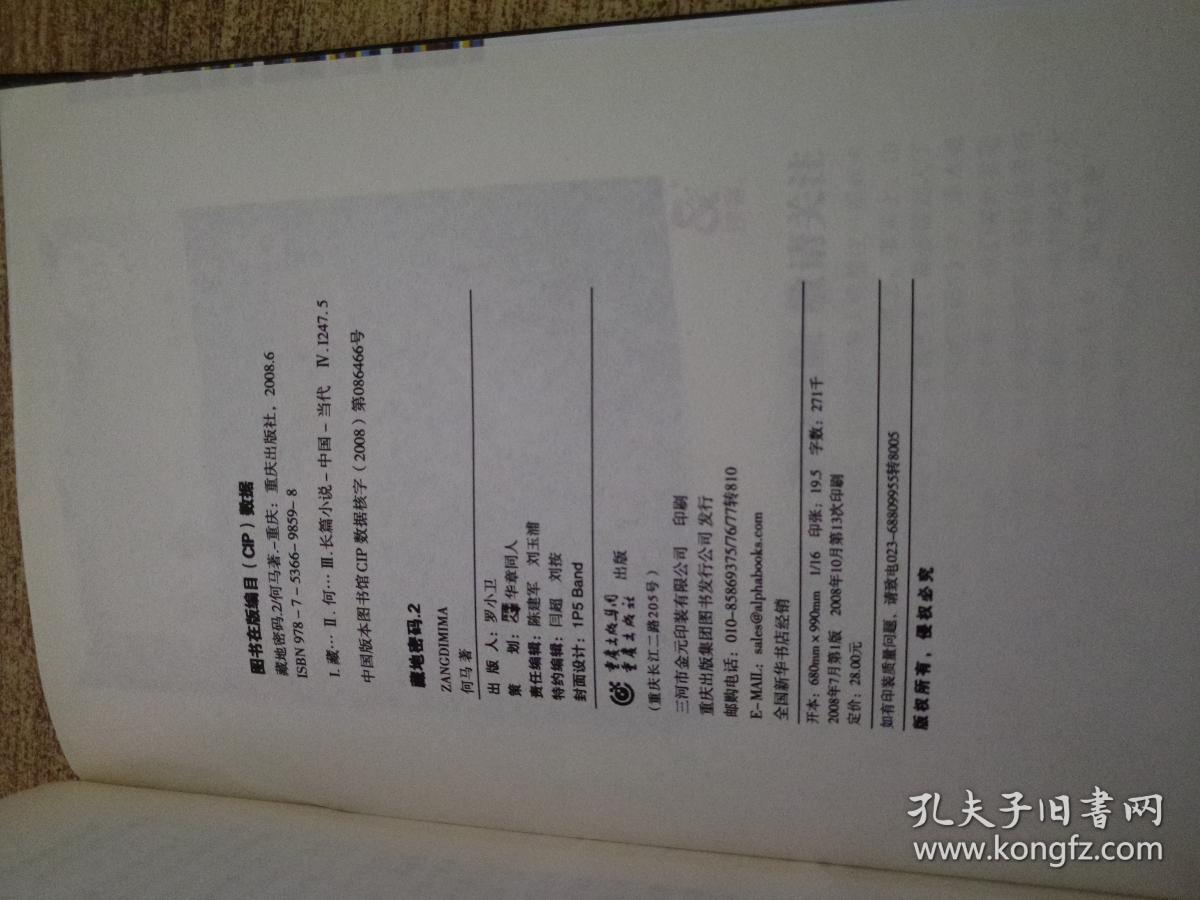 图书在版编目（CIP）数据
藏地密码.2/何马著.-重庆：重庆出版社，2008.6
ISBN 978-7-5366-9859-8
Ⅰ.藏… Ⅱ.何… Ⅲ.长篇小说-中国-当代 Ⅳ.I247.5
中国版本图书馆CIP数据核字（2008）第086466号
藏地密码.2
ZANGDIMIMA
何马 著
出 版 人：罗小卫
策 划：华章同人
责任编辑：陈建军 刘玉浦
特约编辑：闫超 刘按
封面设计：1P5 Band
重庆出版集团
重庆出版社 出版
（重庆长江二路205号）
三河市金元印装有限公司 印刷
重庆出版集团图书发行公司 发行
邮购电话：010-85869375/76/77转810
E-MAIL：sales@alphabooks.com
全国新华书店经销
开本：680mm×990mm 1/16 印张：19.5 字数：271千
2008年7月第1版 2008年10月第13次印刷
定价：28.00元
如有印装质量问题，请致电023-68809955转8005
版权所有，侵权必究
孔夫子旧書网
www.kongfz.com